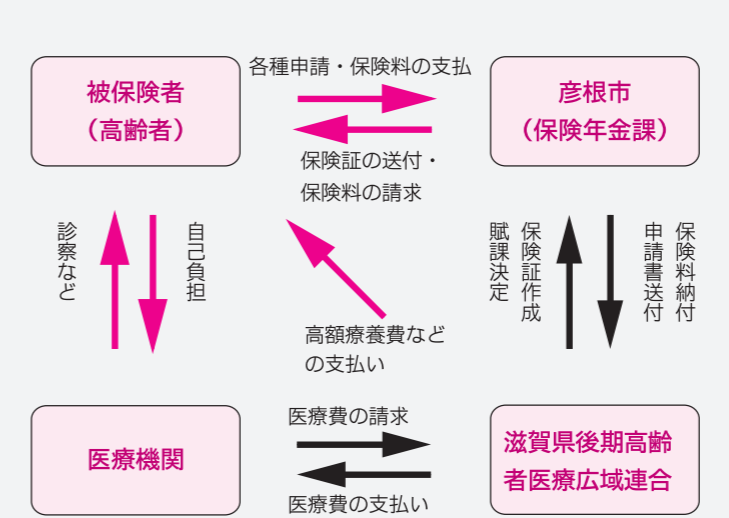 各種申請・保険料の支払
被保険者
（高齢者）
彦根市
（保険年金課）
保険証の送付・
保険料の請求
診察など
自己負担
保険証作成
賦課決定
保険料納付
申請書送付
高額療養費など
の支払い
医療機関
医療費の請求
医療費の支払い
滋賀県後期高齢
者医療広域連合